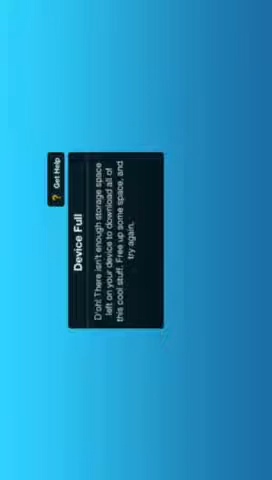 ? Get Help
Device Full
D'oh! There isn't enough storage space
left on your device to download all of
this cool stuff. Free up some space, and
try again.